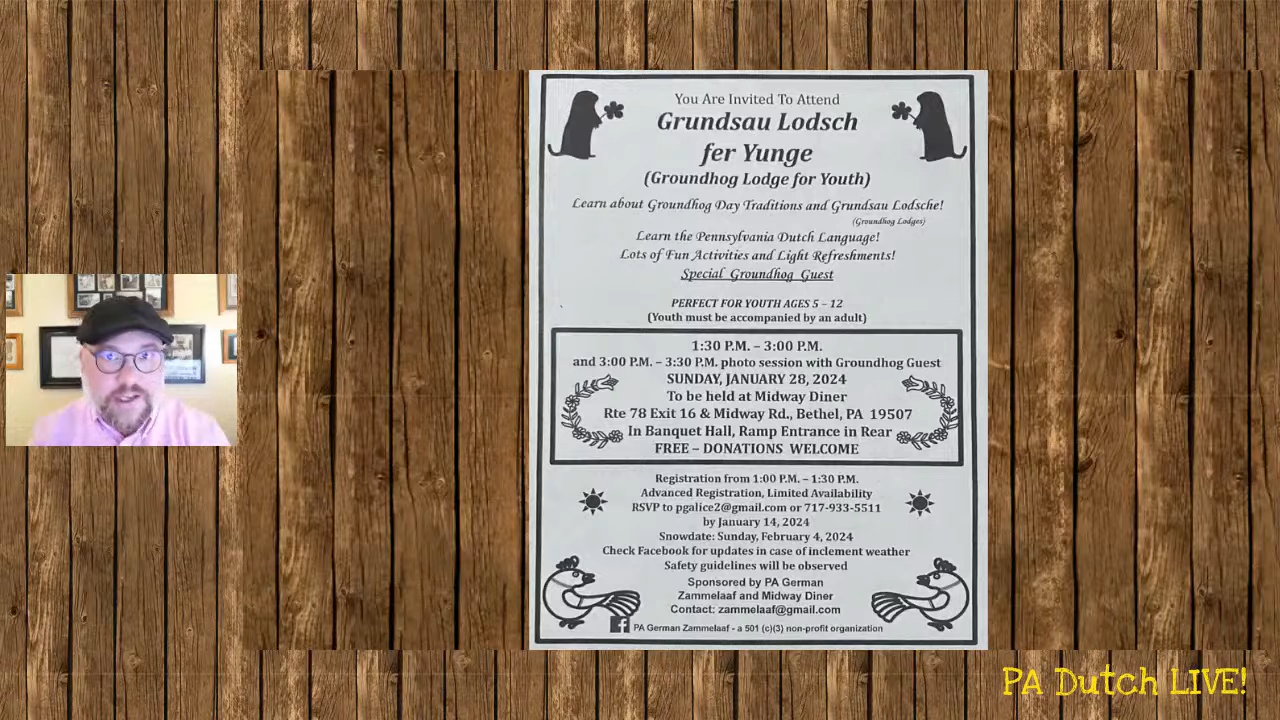 You Are Invited To Attend
Grundsau Lodsch
fer Yunge
(Groundhog Lodge for Youth)
Learn about Groundhog Day Traditions and Grundsau Lodsche!
(Groundhog Lodges)
Learn the Pennsylvania Dutch Language!
Lots of Fun Activities and Light Refreshments!
Special Groundhog Guest
PERFECT FOR YOUTH AGES 5 – 12
(Youth must be accompanied by an adult)
1:30 P.M. – 3:00 P.M.
and 3:00 P.M. – 3:30 P.M. photo session with Groundhog Guest
SUNDAY, JANUARY 28, 2024
To be held at Midway Diner
Rte 78 Exit 16 & Midway Rd., Bethel, PA 19507
In Banquet Hall, Ramp Entrance in Rear
FREE – DONATIONS WELCOME
Registration from 1:00 P.M. – 1:30 P.M.
Advanced Registration, Limited Availability
RSVP to pgalice2@gmail.com or 717-933-5511
by January 14, 2024
Snowdate: Sunday, February 4, 2024
Check Facebook for updates in case of inclement weather
Safety guidelines will be observed
Sponsored by PA German
Zammelaaf and Midway Diner
Contact: zammelaaf@gmail.com
f PA German Zammelaaf - a 501 (c)(3) non-profit organization
PA Dutch LIVE!